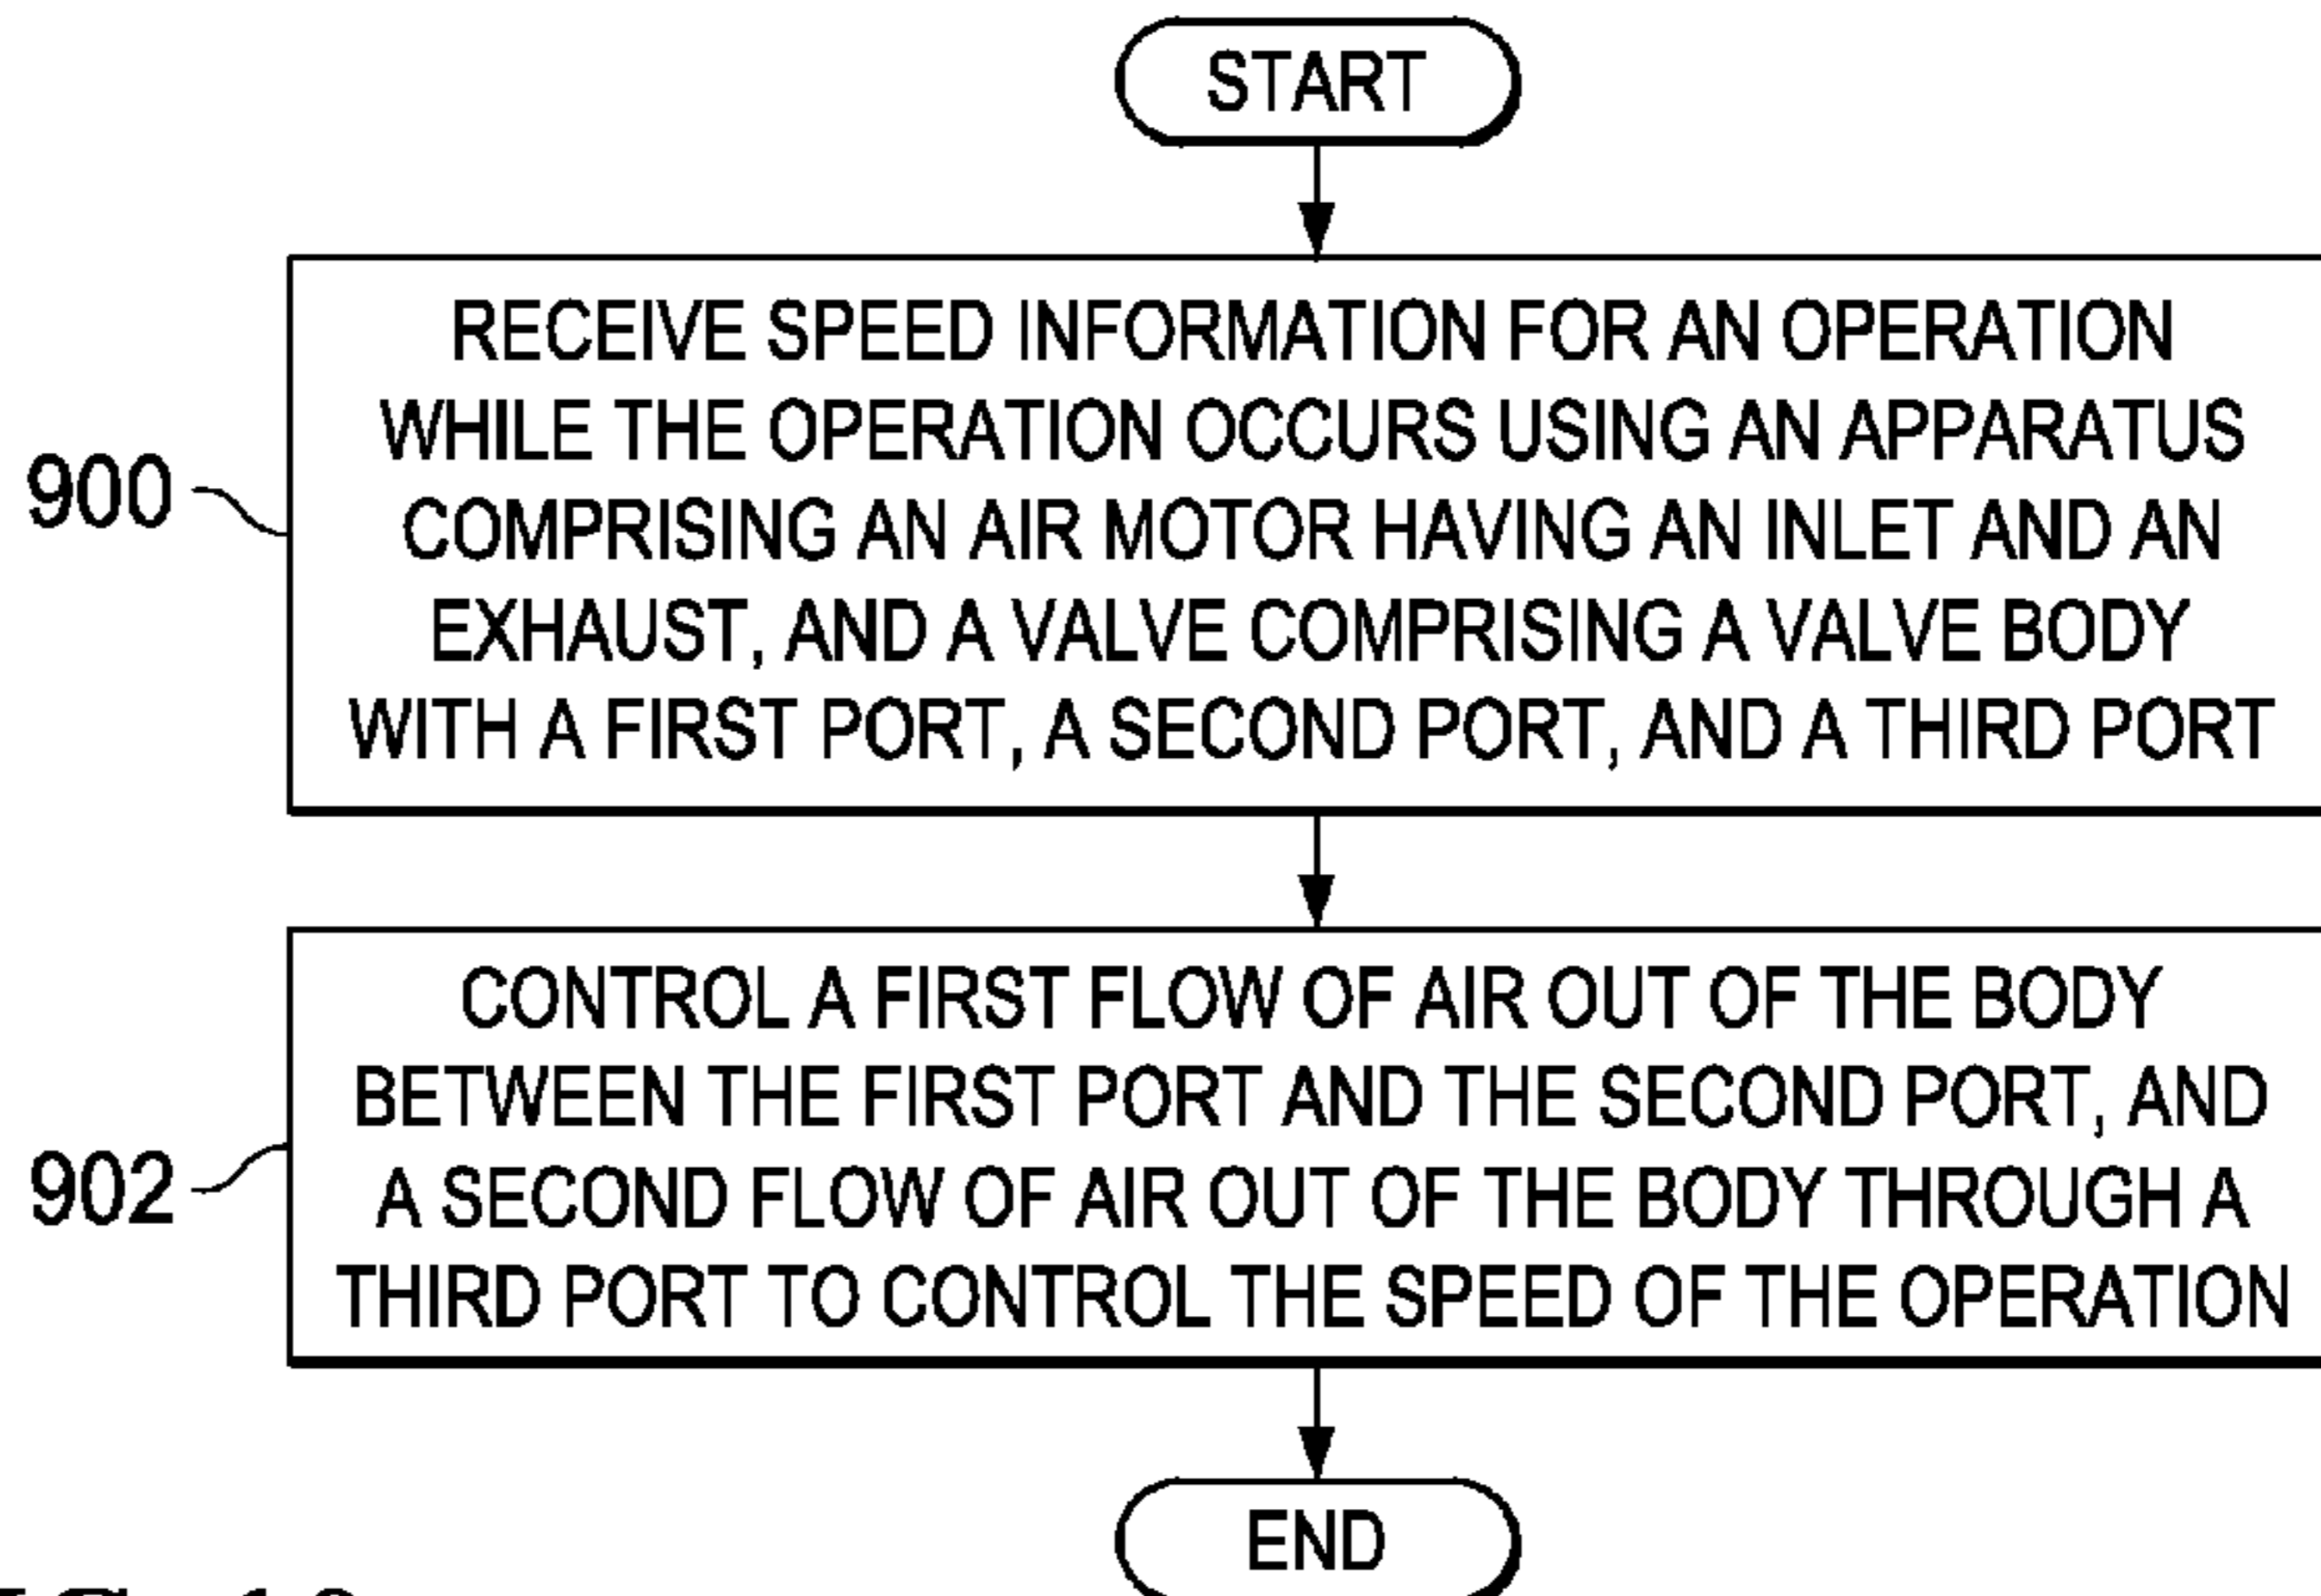 START
RECEIVE SPEED INFORMATION FOR AN OPERATION
WHILE THE OPERATION OCCURS USING AN APPARATUS
COMPRISING AN AIR MOTOR HAVING AN INLET AND AN
EXHAUST, AND A VALVE COMPRISING A VALVE BODY
WITH A FIRST PORT, A SECOND PORT, AND A THIRD PORT
900
CONTROL A FIRST FLOW OF AIR OUT OF THE BODY
BETWEEN THE FIRST PORT AND THE SECOND PORT, AND
A SECOND FLOW OF AIR OUT OF THE BODY THROUGH A
THIRD PORT TO CONTROL THE SPEED OF THE OPERATION
902
END